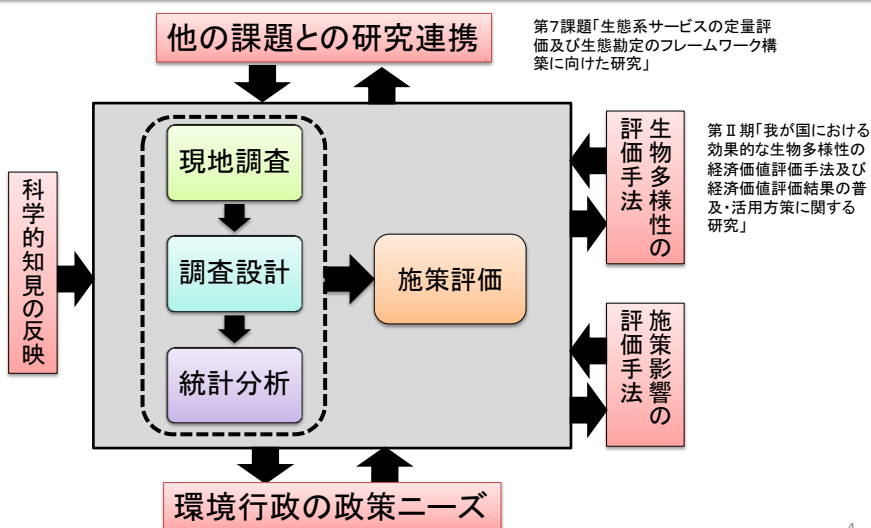 他の課題との研究連携
第7課題「生態系サービスの定量評
価及び生態勘定のフレームワーク構
築に向けた研究」
現地調査
調査設計
統計分析
施策評価
科学的知見の反映
生物多様性の
評価手法
第Ⅱ期「我が国における
効果的な生物多様性の
経済価値評価手法及び
経済価値評価結果の普
及・活用方策に関する
研究」
施策影響の
評価手法
環境行政の政策ニーズ
4